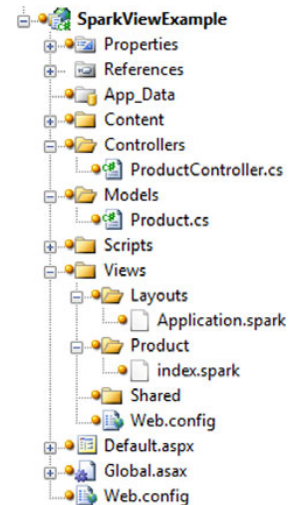 SparkViewExample
Properties
References
App_Data
Content
Controllers
ProductController.cs
Models
Product.cs
Scripts
Views
Layouts
Application.spark
Product
index.spark
Shared
Web.config
Default.aspx
Global.asax
Web.config